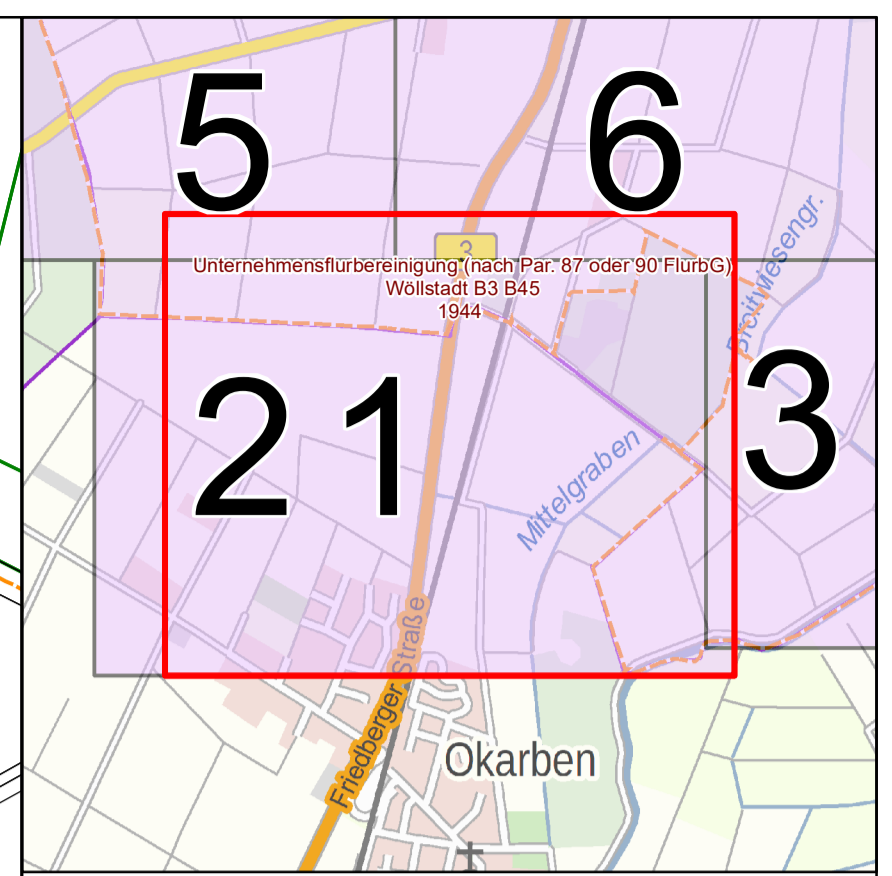 5
6
3
Unternehmensflurbereinigung (nach Par. 87 oder 90 FlurbG)
Wöllstadt B3 B45
1944
Breitwiesengr.
2 1
3
Mittelgraben
Friedberger Straße
Okarben